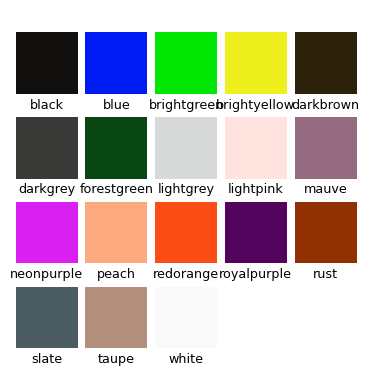 black blue brightgreen brightyellow darkbrown
darkgrey forestgreen lightgrey lightpink mauve
neonpurple peach redorange royalpurple rust
slate taupe white